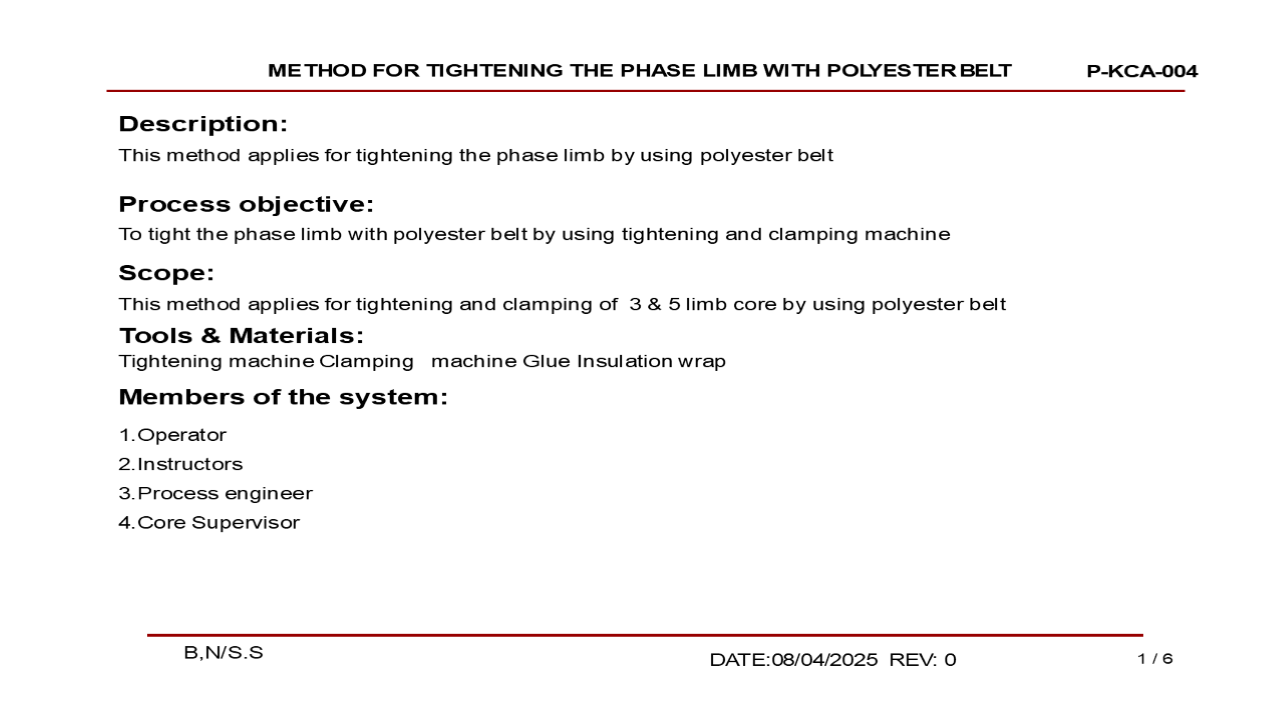 METHOD FOR TIGHTENING THE PHASE LIMB WITH POLYESTER BELT P-KCA-004
Description:
This method applies for tightening the phase limb by using polyester belt
Process objective:
To tight the phase limb with polyester belt by using tightening and clamping machine
Scope:
This method applies for tightening and clamping of 3 & 5 limb core by using polyester belt
Tools & Materials:
Tightening machine Clamping machine Glue Insulation wrap
Members of the system:
1.Operator
2.Instructors
3.Process engineer
4.Core Supervisor
B,N/S.S DATE:08/04/2025 REV: 0 1 / 6